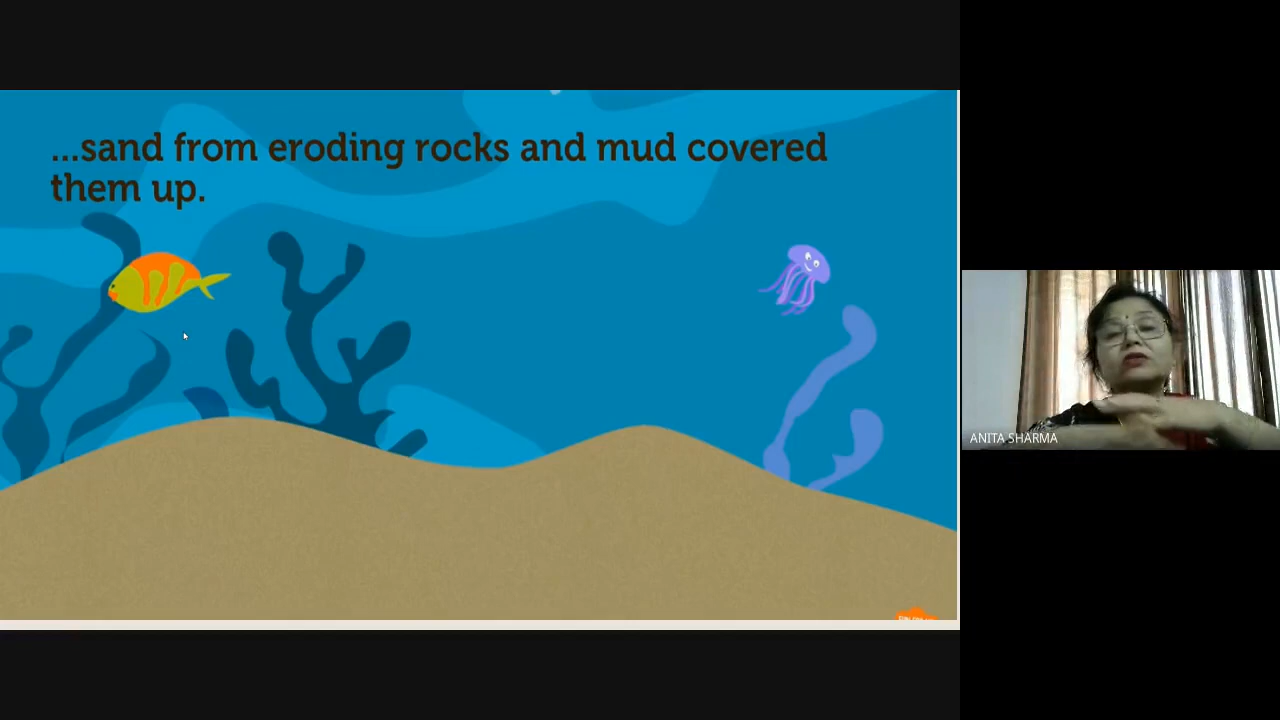 ...sand from eroding rocks and mud covered
them up.
ANITA SHARMA